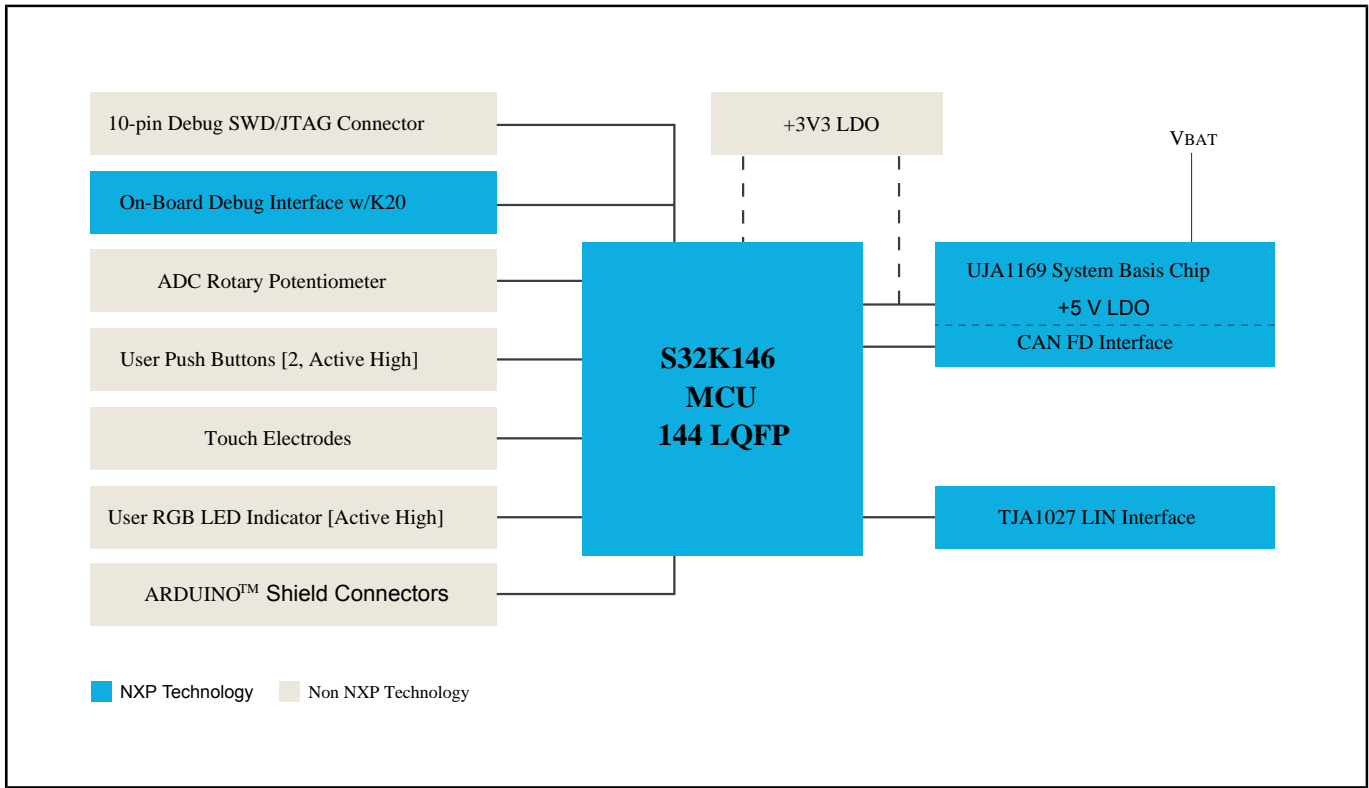 10-pin Debug SWD/JTAG Connector
On-Board Debug Interface w/K20
ADC Rotary Potentiometer
User Push Buttons [2, Active High]
Touch Electrodes
User RGB LED Indicator [Active High]
ARDUINO™ Shield Connectors
+3V3 LDO
S32K146
MCU
144 LQFP
VBAT
UJA1169 System Basis Chip
+5 V LDO
CAN FD Interface
TJA1027 LIN Interface
NXP Technology
Non NXP Technology